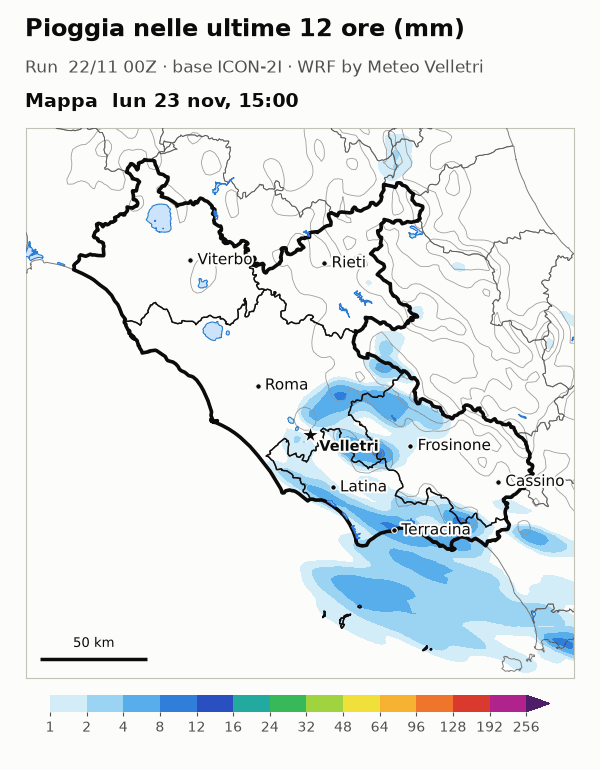 Pioggia nelle ultime 12 ore (mm)
Run  22/11 00Z · base ICON-2I · WRF by Meteo Velletri
Mappa  lun 23 nov, 15:00
Viterbo
Rieti
Roma
Velletri
Frosinone
Cassino
Latina
Terracina
50 km
1 2 4 8 12 16 24 32 48 64 96 128 192 256